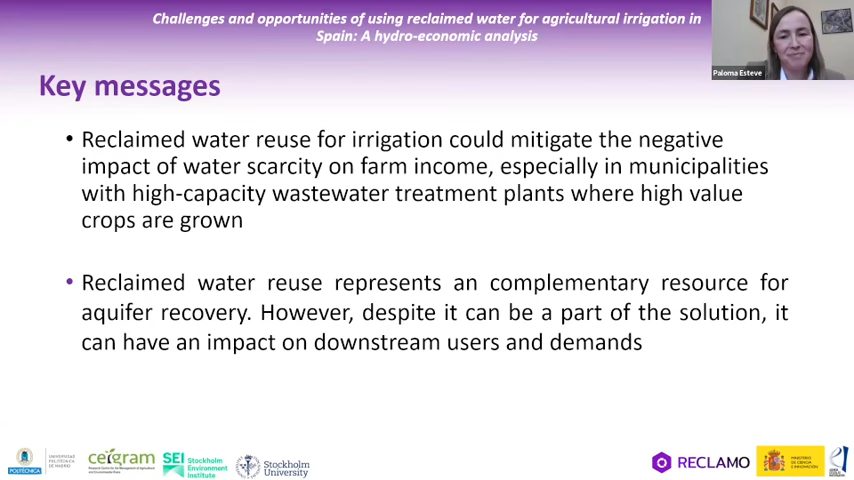 Challenges and opportunities of using reclaimed water for agricultural irrigation in
Spain: A hydro-economic analysis
Paloma Esteve
Key messages
• Reclaimed water reuse for irrigation could mitigate the negative
impact of water scarcity on farm income, especially in municipalities
with high-capacity wastewater treatment plants where high value
crops are grown
• Reclaimed water reuse represents an complementary resource for
aquifer recovery. However, despite it can be a part of the solution, it
can have an impact on downstream users and demands
POLITÉCNICA
UNIVERSIDAD
POLITÉCNICA
DE MADRID
ceigram
SEI Stockholm
Environment
Institute
Stockholm
University
RECLAMO
MINISTERIO
DE CIENCIA
E INNOVACIÓN